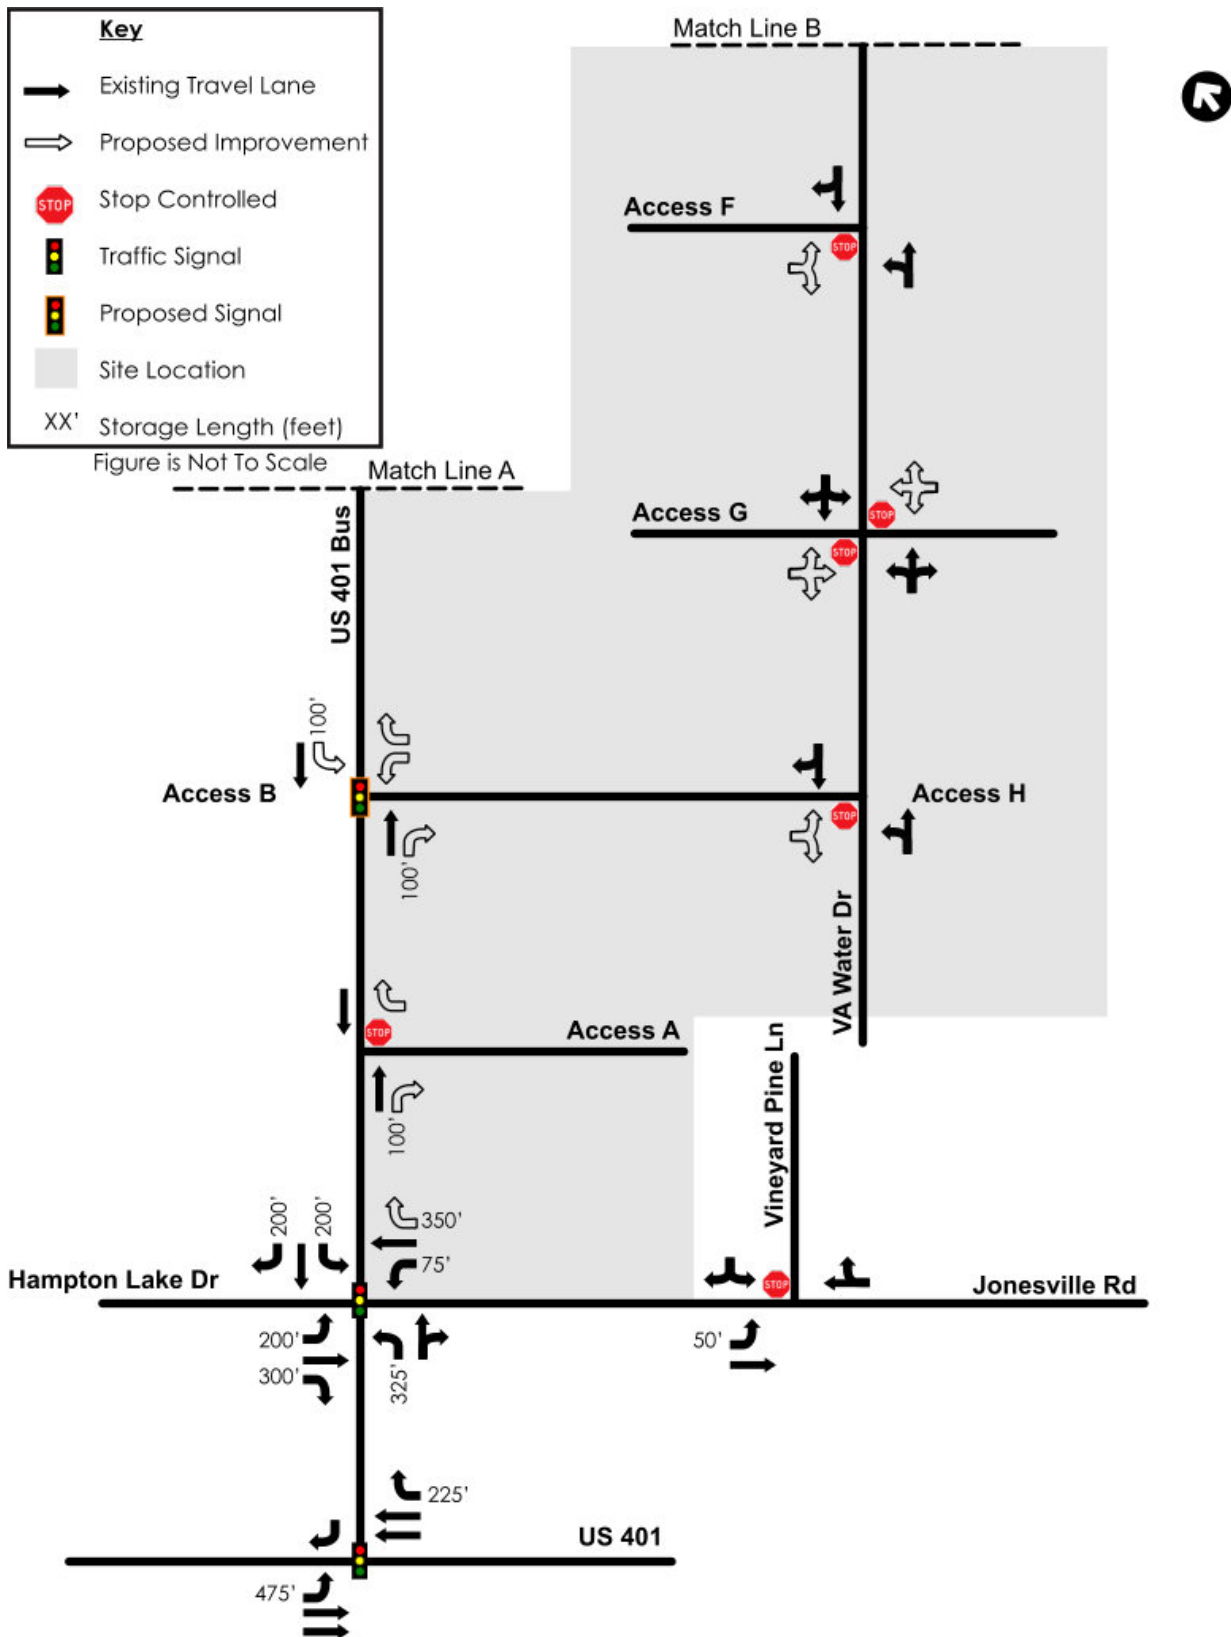 Key
Existing Travel Lane
Proposed Improvement
STOP Stop Controlled
Traffic Signal
Proposed Signal
Site Location
XX' Storage Length (feet)
Figure is Not To Scale
Match Line B
Access F
STOP
Match Line A
US 401 Bus
Access G
STOP
STOP
100'
Access B
Access H
STOP
100'
VA Water Dr
STOP
Access A
Vineyard Pine Ln
100'
200'
200'
350'
75'
Hampton Lake Dr
STOP
Jonesville Rd
200'
300'
325'
50'
225'
US 401
475'